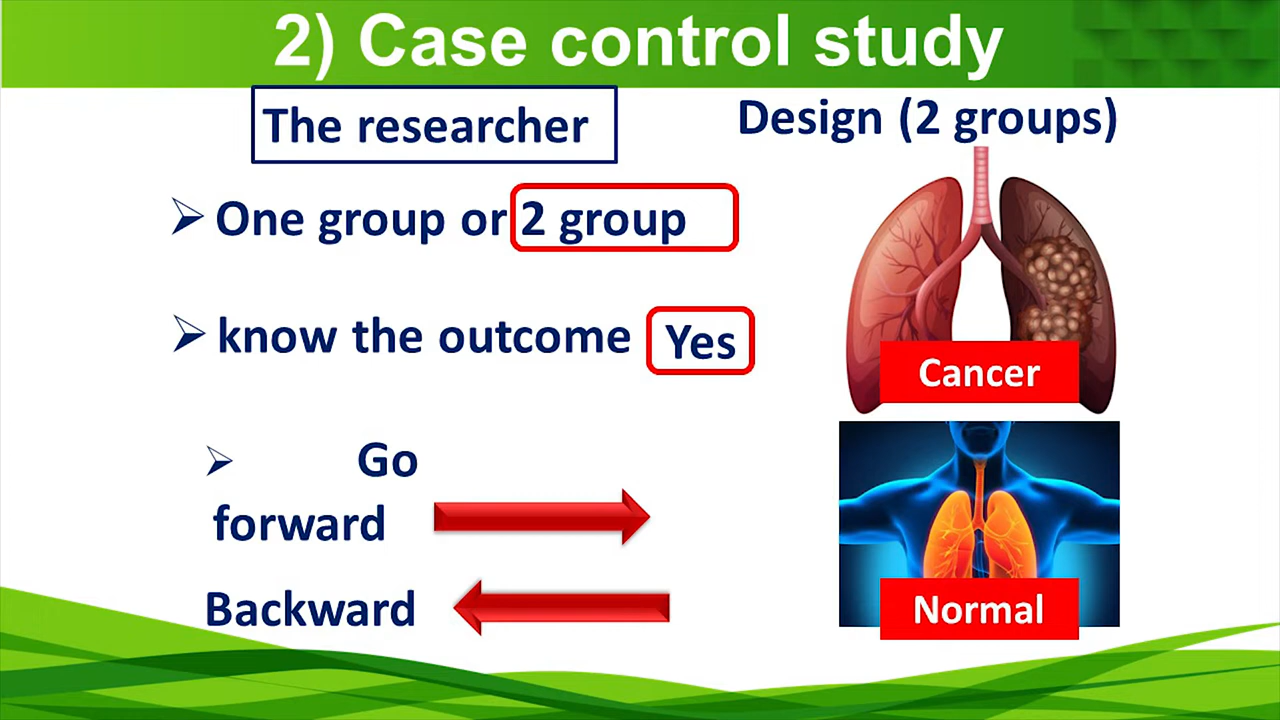 2) Case control study
The researcher
Design (2 groups)
➢ One group or 2 group
➢ know the outcome Yes
Cancer
➢ Go
forward
Backward
Normal